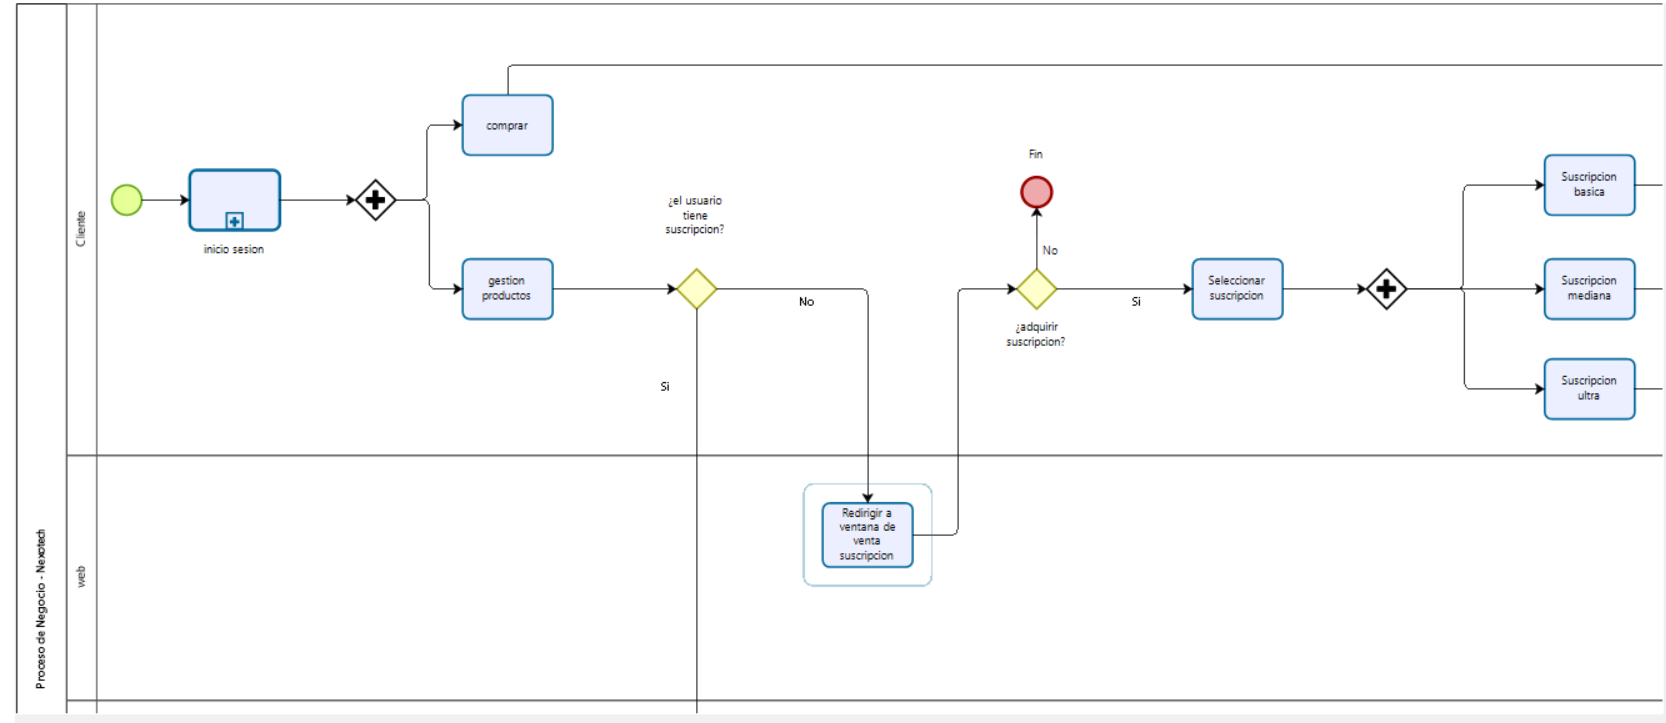 Proceso de Negocio - Nexotech
Cliente
web
inicio sesion
comprar
gestion
productos
¿el usuario
tiene
suscripcion?
No
Si
Redirigir a
ventana de
venta
suscripcion
Fin
No
¿adquirir
suscripcion?
Si
Seleccionar
suscripcion
Suscripcion
basica
Suscripcion
mediana
Suscripcion
ultra